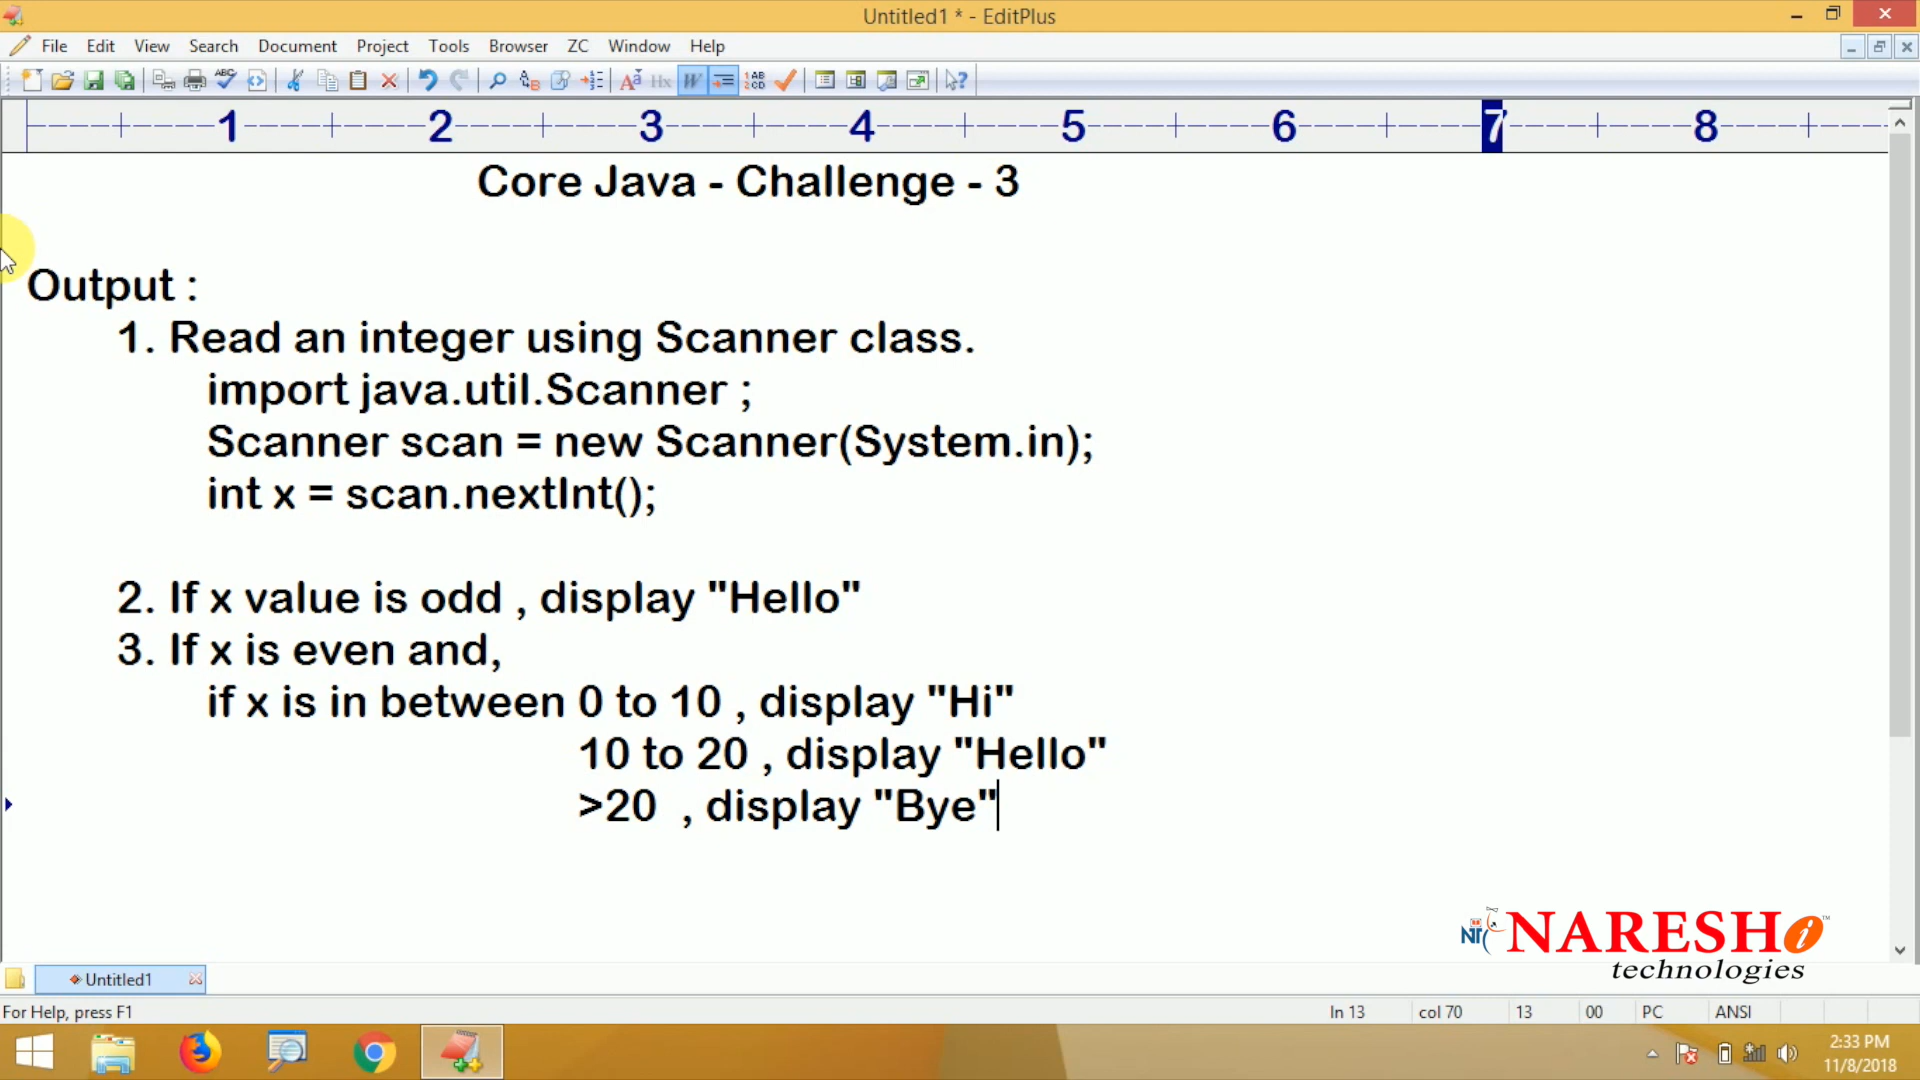 Untitled1 * - EditPlus
File Edit View Search Document Project Tools Browser ZC Window Help
1 2 3 4 5 6 7 8
Core Java - Challenge - 3
Output :
1. Read an integer using Scanner class.
import java.util.Scanner ;
Scanner scan = new Scanner(System.in);
int x = scan.nextInt();
2. If x value is odd , display "Hello"
3. If x is even and,
if x is in between 0 to 10 , display "Hi"
10 to 20 , display "Hello"
>20 , display "Bye"
NARESH i
technologies
Untitled1
For Help, press F1
ln 13 col 70 13 00 PC ANSI
2:33 PM
11/8/2018